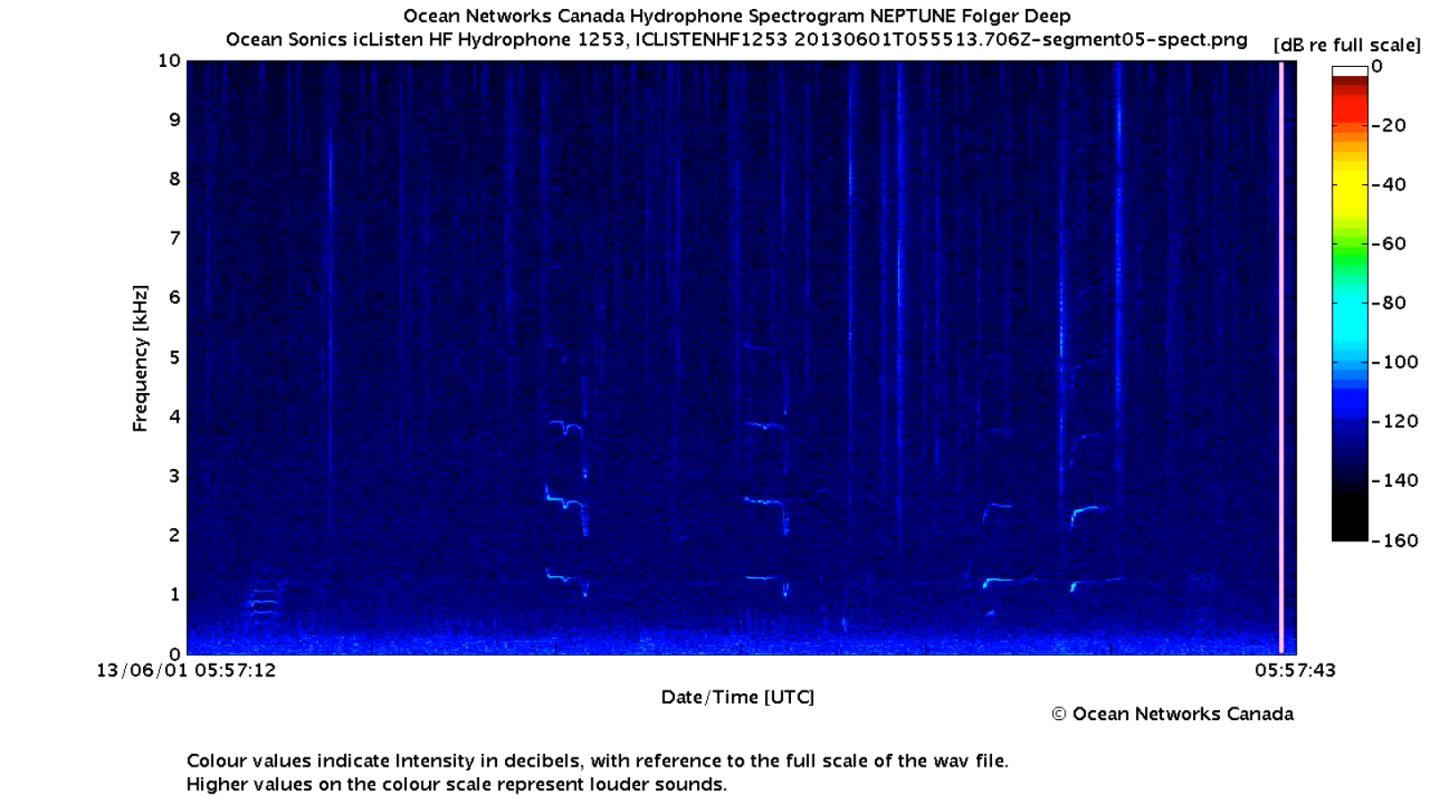 Ocean Networks Canada Hydrophone Spectrogram NEPTUNE Folger Deep
Ocean Sonics icListen HF Hydrophone 1253, ICLISTENHF1253 20130601T055513.706Z-segment05-spect.png
[dB re full scale]
10
9
8
7
6
5
4
3
2
1
0
Frequency [kHz]
0
-20
-40
-60
-80
-100
-120
-140
-160
13/06/01 05:57:12
05:57:43
Date/Time [UTC]
© Ocean Networks Canada
Colour values indicate Intensity in decibels, with reference to the full scale of the wav file.
Higher values on the colour scale represent louder sounds.